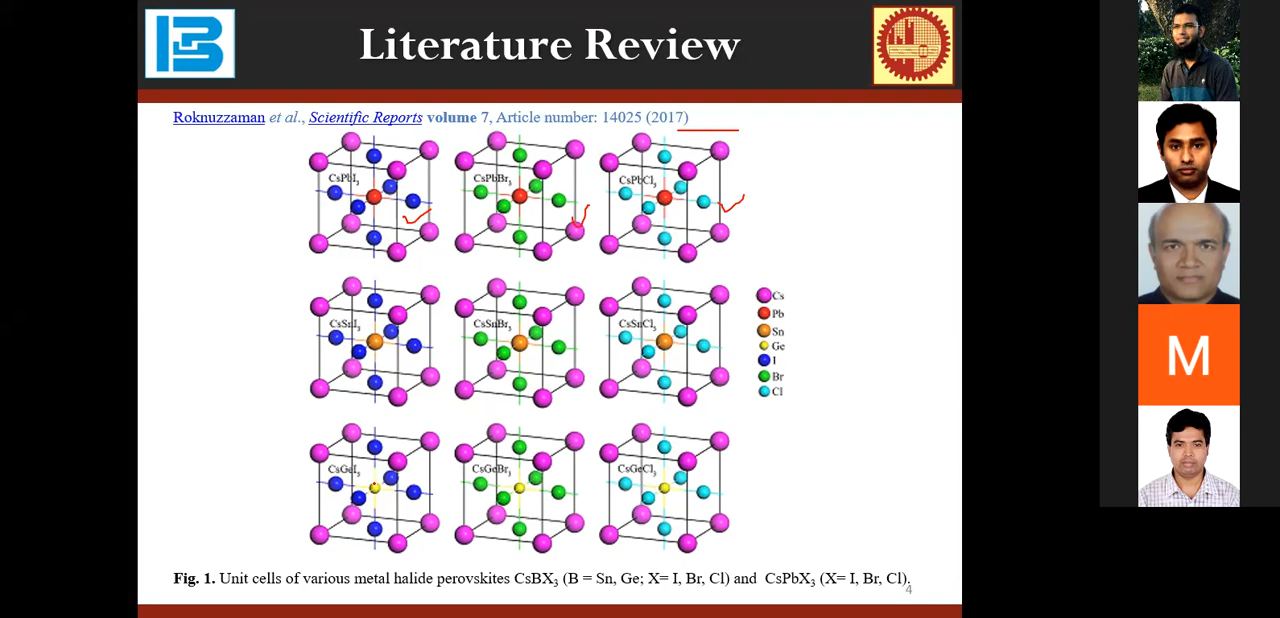 Literature Review
Roknuzzaman et al., Scientific Reports volume 7, Article number: 14025 (2017)
CsPbI₃ CsPbBr₃ CsPbCl₃
CsSnI₃ CsSnBr₃ CsSnCl₃
Cs
Pb
Sn
Ge
I
Br
Cl
CsGeI₃ CsGeBr₃ CsGeCl₃
Fig. 1. Unit cells of various metal halide perovskites CsBX₃ (B = Sn, Ge; X= I, Br, Cl) and CsPbX₃ (X= I, Br, Cl).
4
M